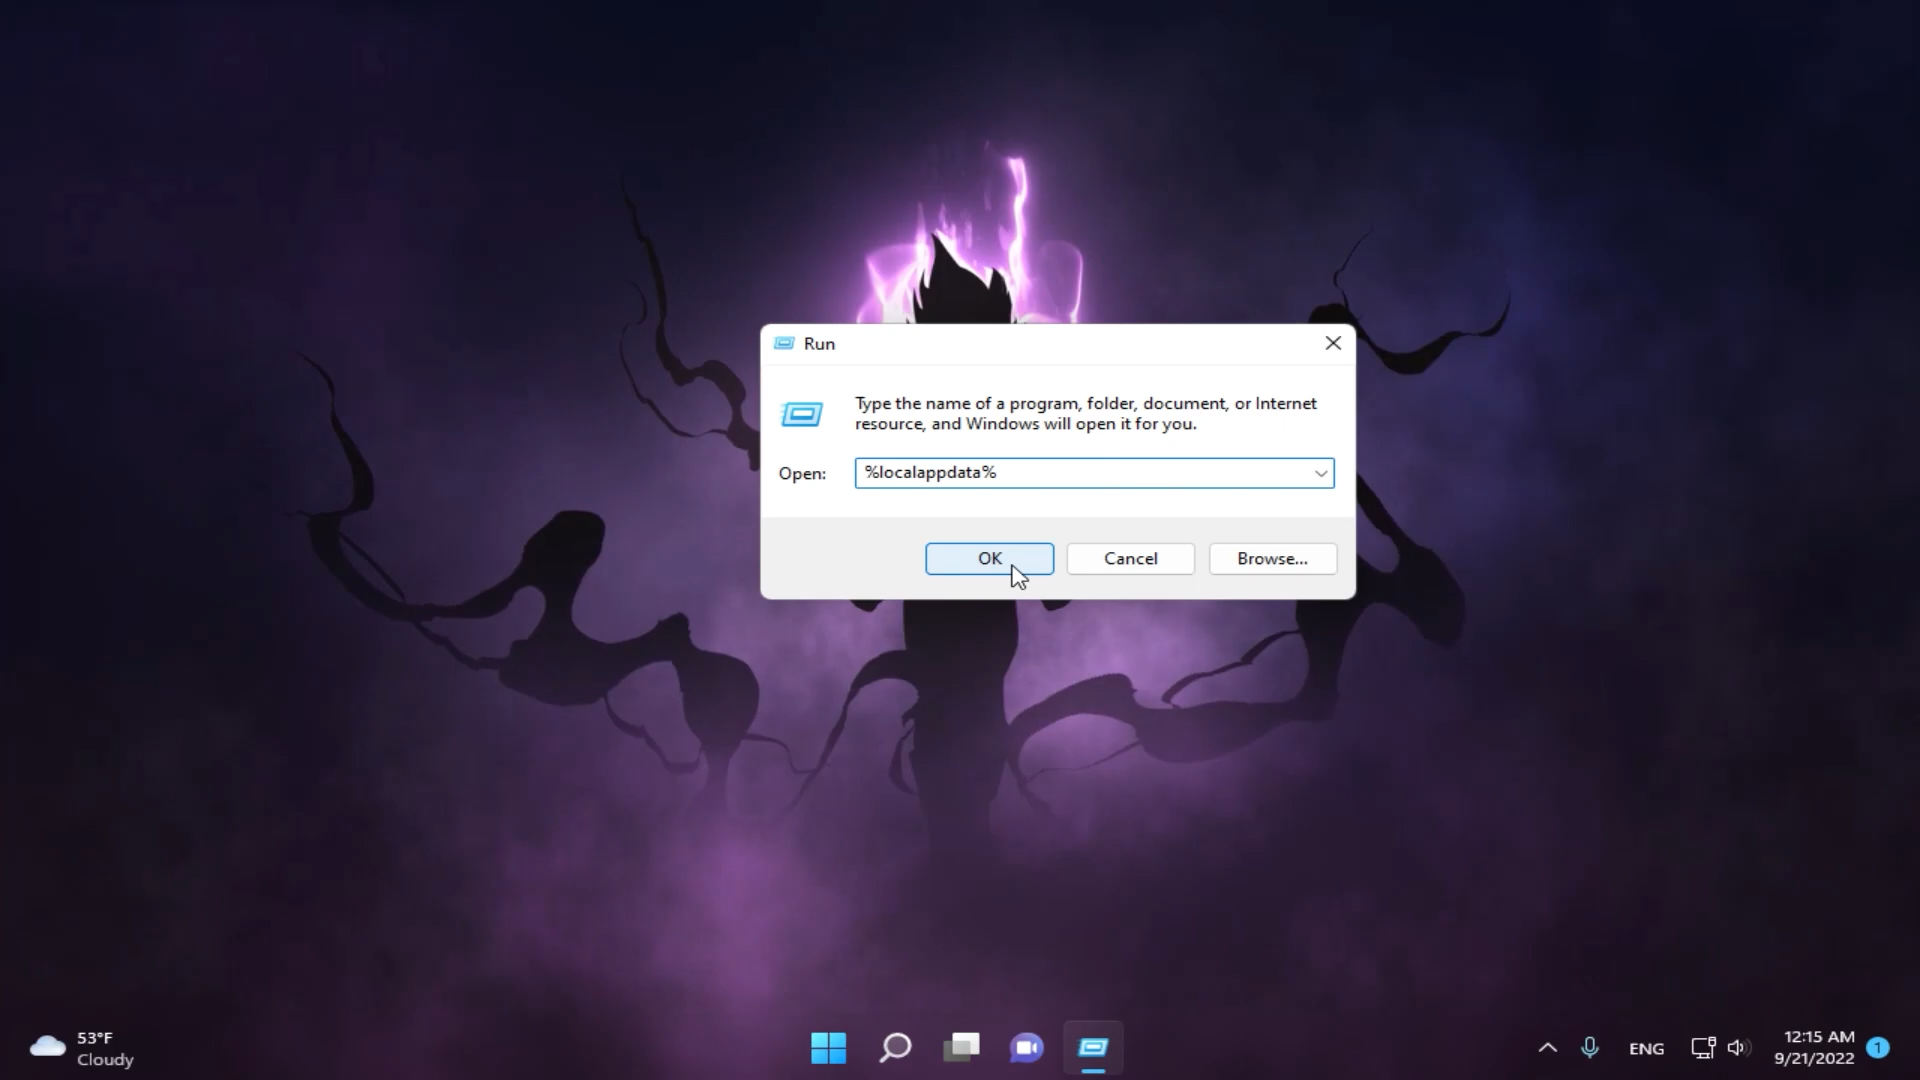 Run
Type the name of a program, folder, document, or Internet
resource, and Windows will open it for you.
Open: %localappdata%
OK Cancel Browse...
53°F
Cloudy
ENG
12:15 AM
9/21/2022
1